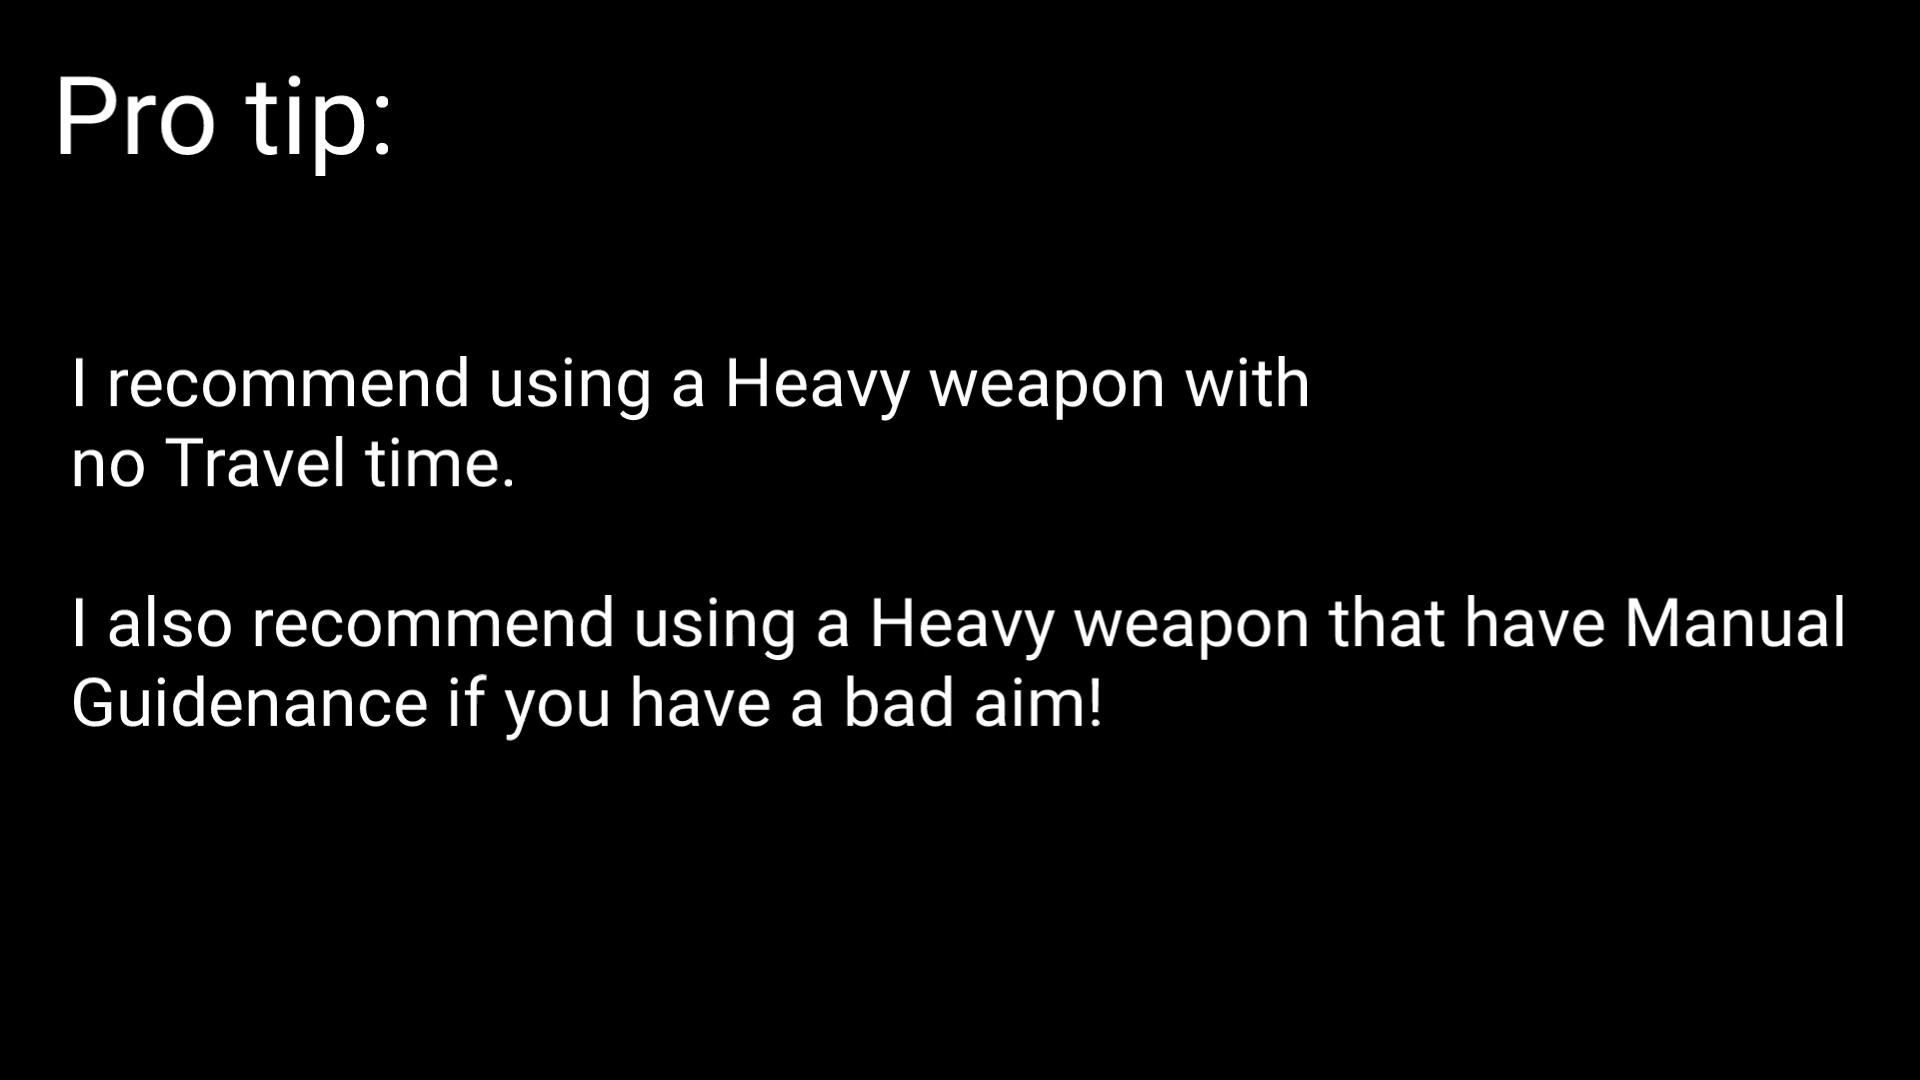 Pro tip:
I recommend using a Heavy weapon with
no Travel time.
I also recommend using a Heavy weapon that have Manual
Guidenance if you have a bad aim!